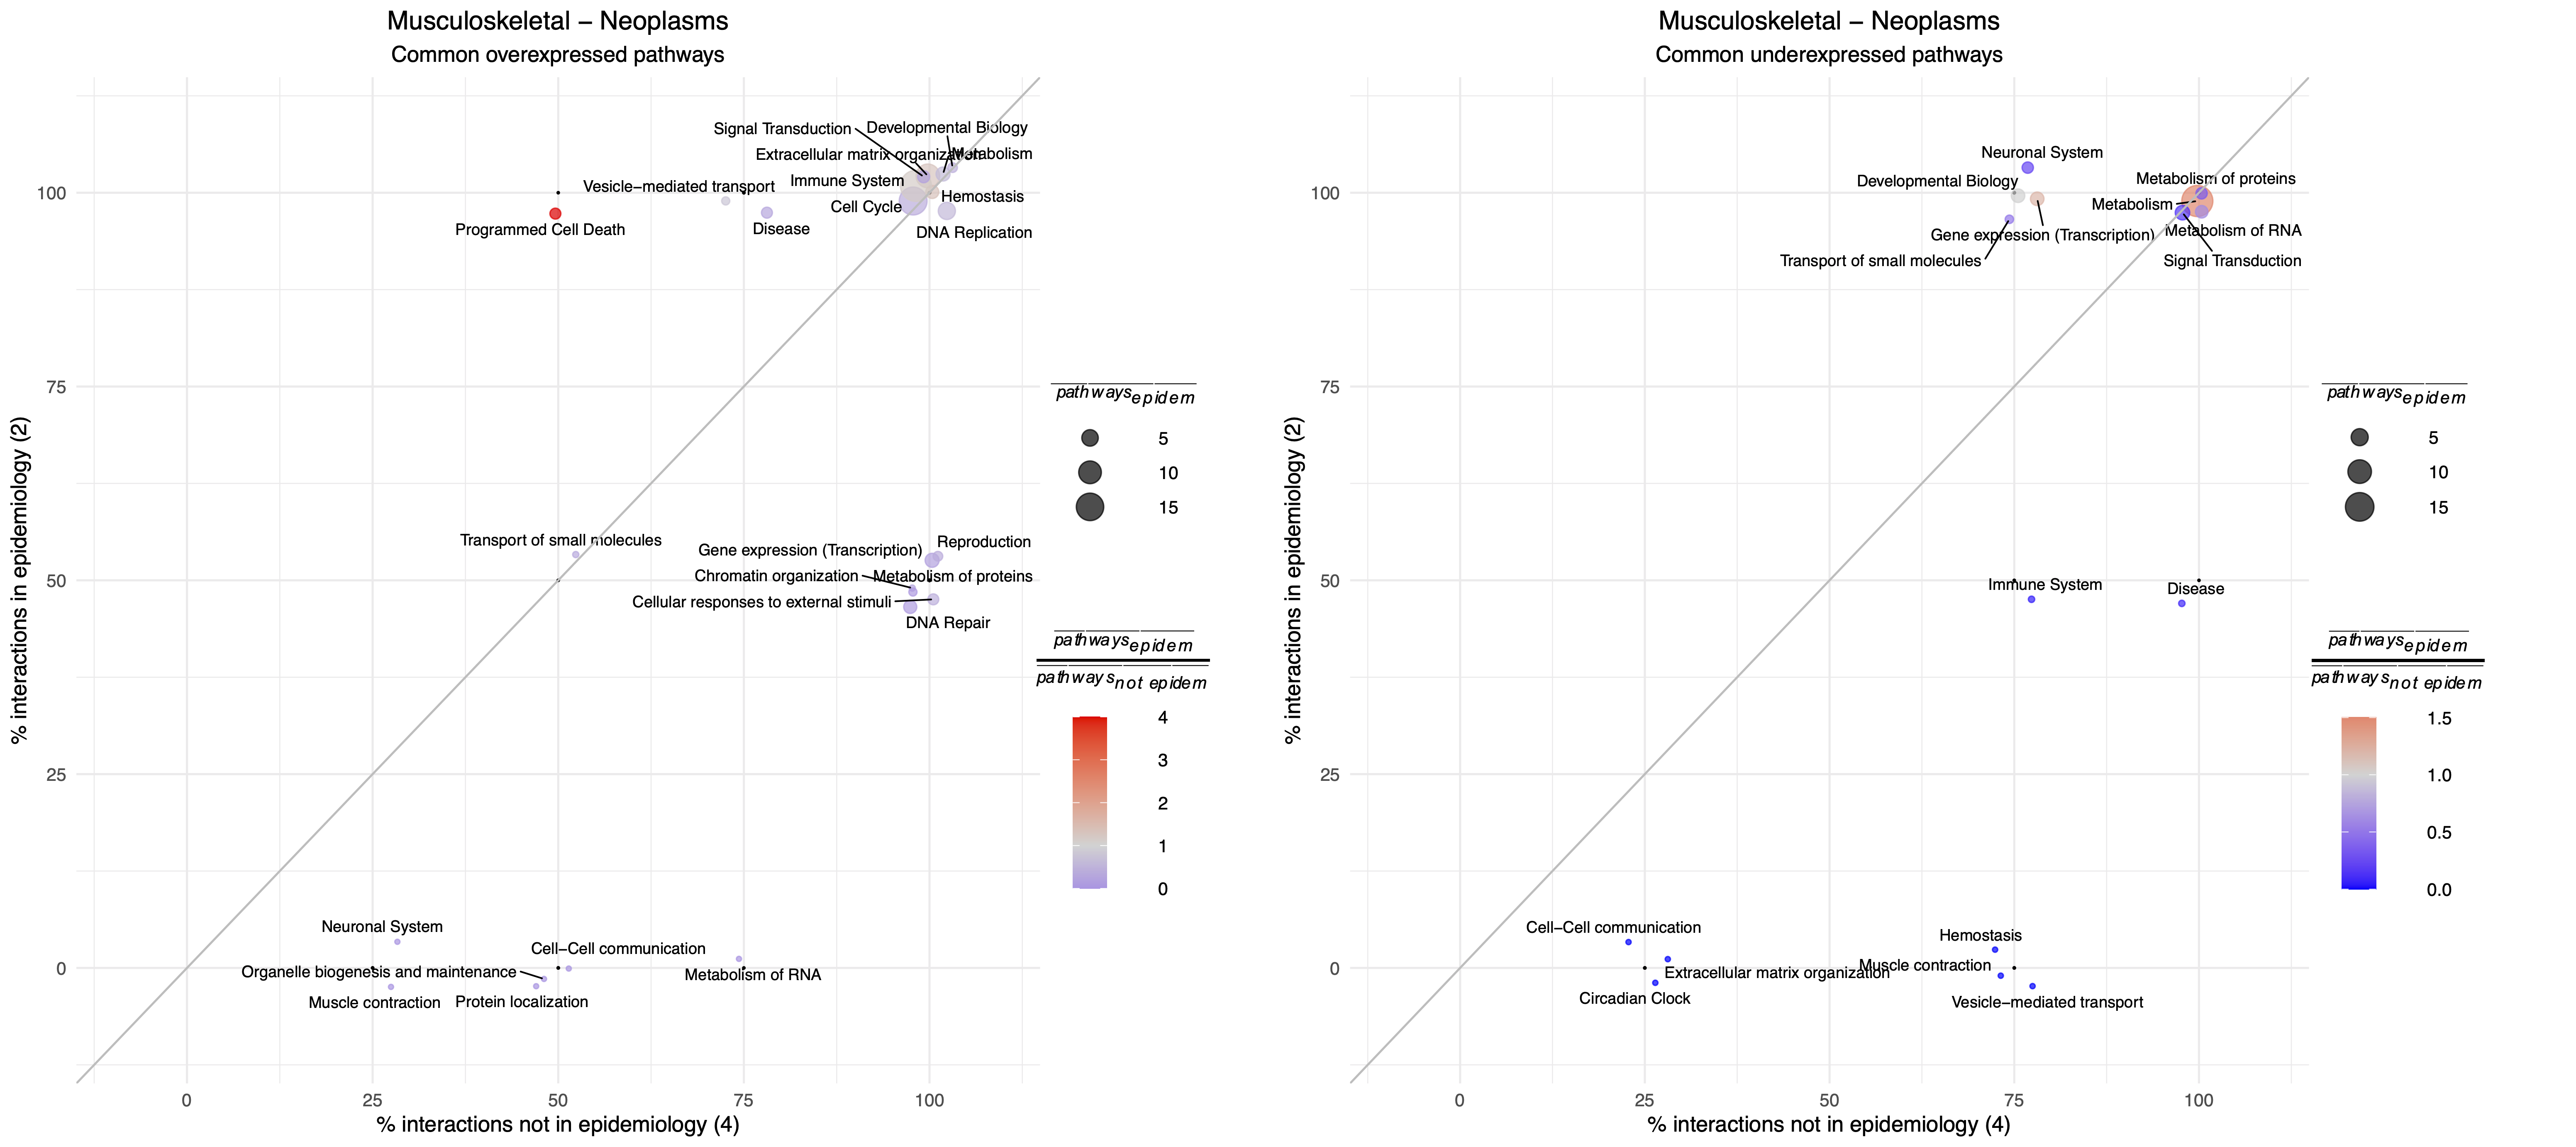 Musculoskeletal − Neoplasms
Common overexpressed pathways
% interactions in epidemiology (2)
100
75
50
25
0
Signal Transduction
Developmental Biology
Extracellular matrix organization
Metabolism
Vesicle−mediated transport
Immune System
Hemostasis
Cell Cycle
Programmed Cell Death
Disease
DNA Replication
Transport of small molecules
Gene expression (Transcription)
Reproduction
Chromatin organization
Metabolism of proteins
Cellular responses to external stimuli
DNA Repair
Neuronal System
Cell−Cell communication
Organelle biogenesis and maintenance
Metabolism of RNA
Muscle contraction
Protein localization
0
25
50
75
100
% interactions not in epidemiology (4)
pathways epidem
5
10
15
pathways epidem
pathways not epidem
4
3
2
1
0
Musculoskeletal − Neoplasms
Common underexpressed pathways
% interactions in epidemiology (2)
100
75
50
25
0
Neuronal System
Developmental Biology
Metabolism of proteins
Metabolism
Gene expression (Transcription)
Metabolism of RNA
Transport of small molecules
Signal Transduction
Immune System
Disease
Cell−Cell communication
Hemostasis
Extracellular matrix organization
Muscle contraction
Circadian Clock
Vesicle−mediated transport
0
25
50
75
100
% interactions not in epidemiology (4)
pathways epidem
5
10
15
pathways epidem
pathways not epidem
1.5
1.0
0.5
0.0